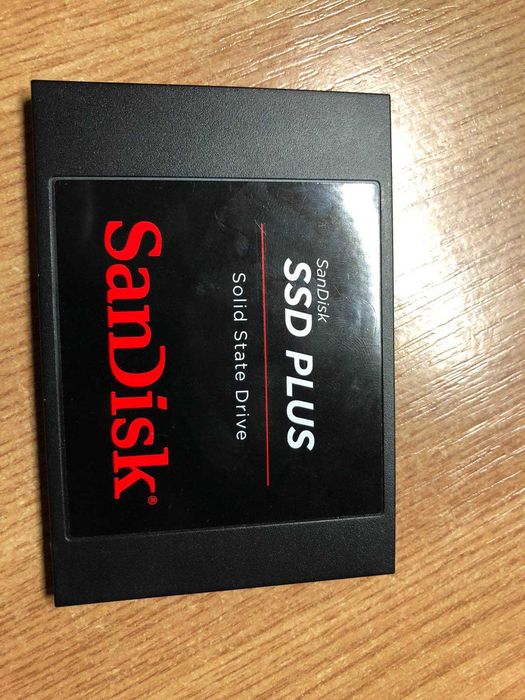 SanDisk
SSD PLUS
Solid State Drive
SanDisk®